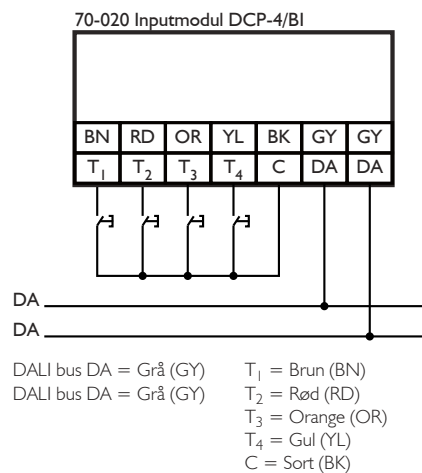 70-020 Inputmodul DCP-4/BI
BN RD OR YL BK GY GY
T1 T2 T3 T4 C DA DA
DA
DA
DALI bus DA = Grå (GY)
DALI bus DA = Grå (GY)
T1 = Brun (BN)
T2 = Rød (RD)
T3 = Orange (OR)
T4 = Gul (YL)
C = Sort (BK)